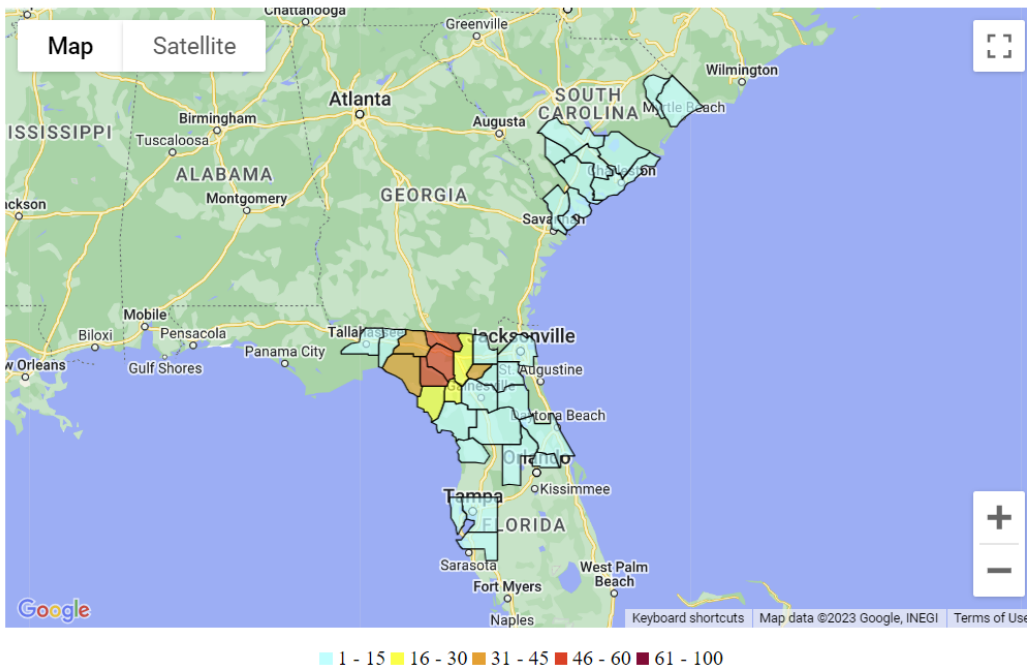 Chattanooga
Greenville
Map Satellite
Wilmington
Atlanta
SOUTH
CAROLINA
Myrtle Beach
Birmingham
Augusta
ISSISSIPPI
Tuscaloosa
ALABAMA
Charleston
GEORGIA
ckson
Montgomery
Savannah
Mobile
Tallahassee
Jacksonville
Biloxi
Pensacola
Panama City
w Orleans
Gulf Shores
St. Augustine
Gainesville
Daytona Beach
Orlando
Kissimmee
Tampa
FLORIDA
Sarasota
West Palm
Beach
Fort Myers
Naples
Google
Keyboard shortcuts Map data ©2023 Google, INEGI Terms of Use
1 - 15 16 - 30 31 - 45 46 - 60 61 - 100